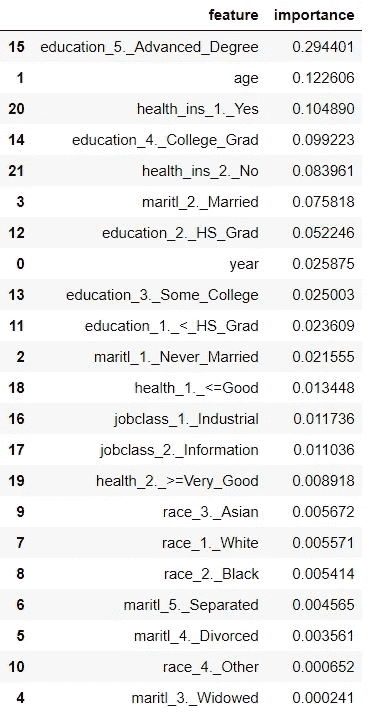 feature importance
15 education_5._Advanced_Degree 0.294401
1 age 0.122606
20 health_ins_1._Yes 0.104890
14 education_4._College_Grad 0.099223
21 health_ins_2._No 0.083961
3 maritl_2._Married 0.075818
12 education_2._HS_Grad 0.052246
0 year 0.025875
13 education_3._Some_College 0.025003
11 education_1._<_HS_Grad 0.023609
2 maritl_1._Never_Married 0.021555
18 health_1._<=Good 0.013448
16 jobclass_1._Industrial 0.011736
17 jobclass_2._Information 0.011036
19 health_2._>=Very_Good 0.008918
9 race_3._Asian 0.005672
7 race_1._White 0.005571
8 race_2._Black 0.005414
6 maritl_5._Separated 0.004565
5 maritl_4._Divorced 0.003561
10 race_4._Other 0.000652
4 maritl_3._Widowed 0.000241